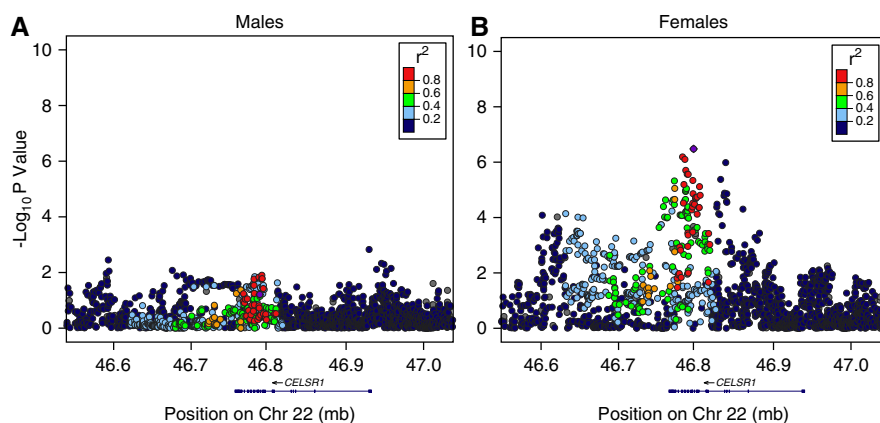 A Males
10
8
6
4
2
0
-Log10 P Value
r2
0.8
0.6
0.4
0.2
46.6 46.7 46.8 46.9 47.0
←CELSR1
Position on Chr 22 (mb)
B Females
10
8
6
4
2
0
r2
0.8
0.6
0.4
0.2
46.6 46.7 46.8 46.9 47.0
←CELSR1
Position on Chr 22 (mb)